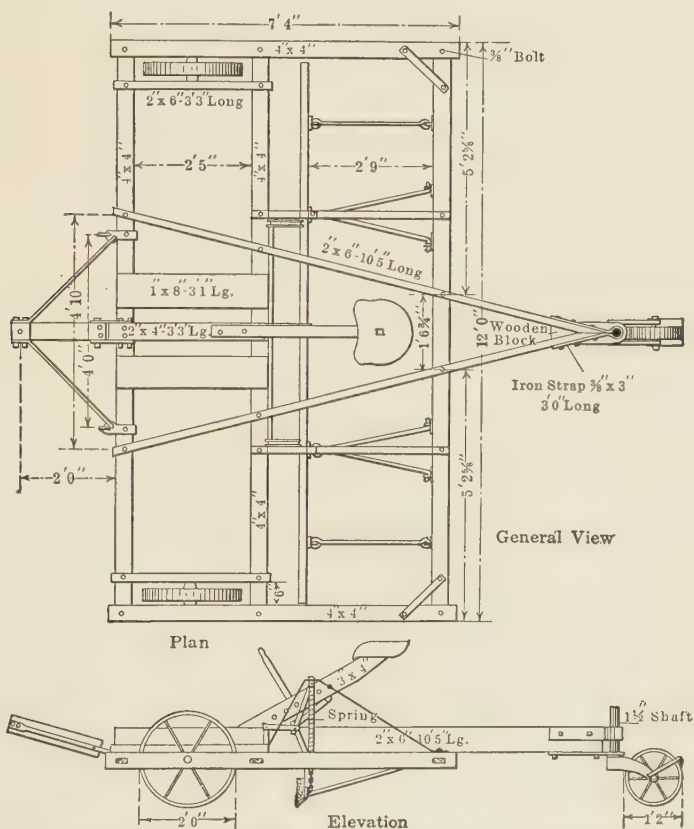 7'4"
4"x 4"
3/8" Bolt
2"x 6"-3'3" Long
4"x 4"
2'5"
4"x 4"
2'9"
5'2 5/8"
2"x 6"-10'5" Long
4'10"
4'0"
1"x 8"-3'1" Lg.
2"x 4"-3'3" Lg.
1'6 3/4"
12'0"
Wooden
Block
Iron Strap 3/8" x 3"
3'0" Long
2'0"
4"x 4"
5'2 5/8"
General View
6"
4"x 4"
Plan
3"x 4"
Spring
1 1/2" Shaft
2"x 6"-10'5" Lg.
2'0"
Elevation
1'2"